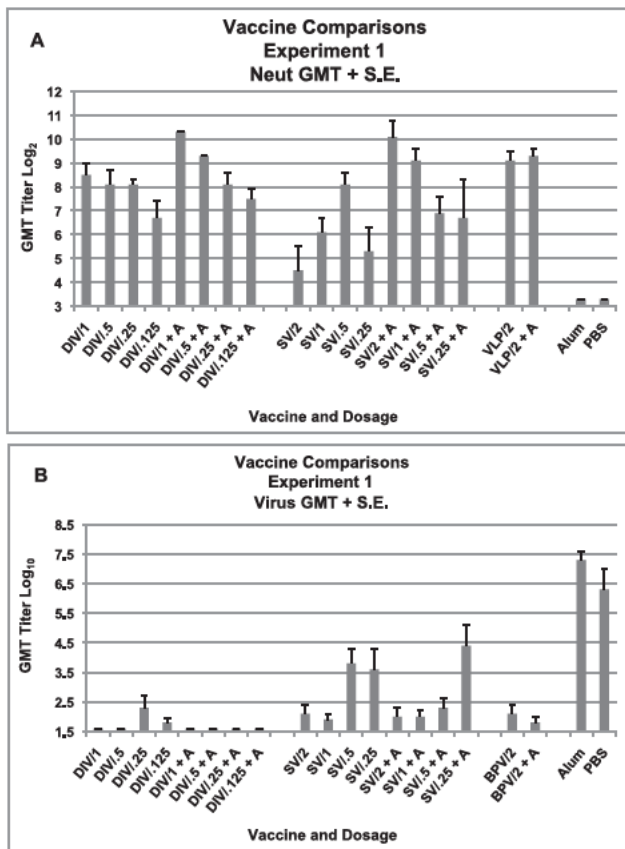 A
Vaccine Comparisons
Experiment 1
Neut GMT + S.E.
GMT Titer Log2
12
11
10
9
8
7
6
5
4
3
DIV/1
DIV/.5
DIV/.25
DIV/.125
DIV/1 + A
DIV/.5 + A
DIV/.25 + A
DIV/.125 + A
SV/2
SV/1
SV/.5
SV/.25
SV/2 + A
SV/1 + A
SV/.5 + A
SV/.25 + A
VLP/2
VLP/2 + A
Alum
PBS
Vaccine and Dosage
B
Vaccine Comparisons
Experiment 1
Virus GMT + S.E.
GMT Titer Log10
8.5
7.5
6.5
5.5
4.5
3.5
2.5
1.5
DIV/1
DIV/.5
DIV/.25
DIV/.125
DIV/1 + A
DIV/.5 + A
DIV/.25 + A
DIV/.125 + A
SV/2
SV/1
SV/.5
SV/.25
SV/2 + A
SV/1 + A
SV/.5 + A
SV/.25 + A
BPV/2
BPV/2 + A
Alum
PBS
Vaccine and Dosage